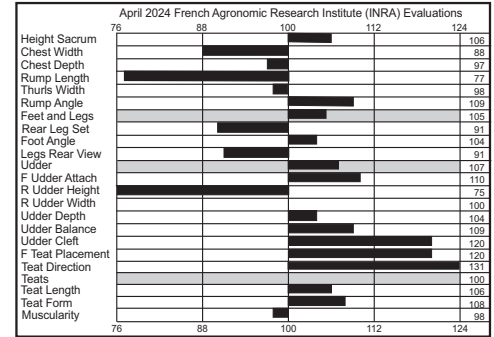 April 2024 French Agronomic Research Institute (INRA) Evaluations
76 88 100 112 124
Height Sacrum 106
Chest Width 88
Chest Depth 97
Rump Length 77
Thurls Width 98
Rump Angle 109
Feet and Legs 105
Rear Leg Set 91
Foot Angle 104
Legs Rear View 91
Udder 107
F Udder Attach 110
R Udder Height 75
R Udder Width 100
Udder Depth 104
Udder Balance 109
Udder Cleft 120
F Teat Placement 120
Teat Direction 131
Teats 100
Teat Length 106
Teat Form 108
Muscularity 98
76 88 100 112 124